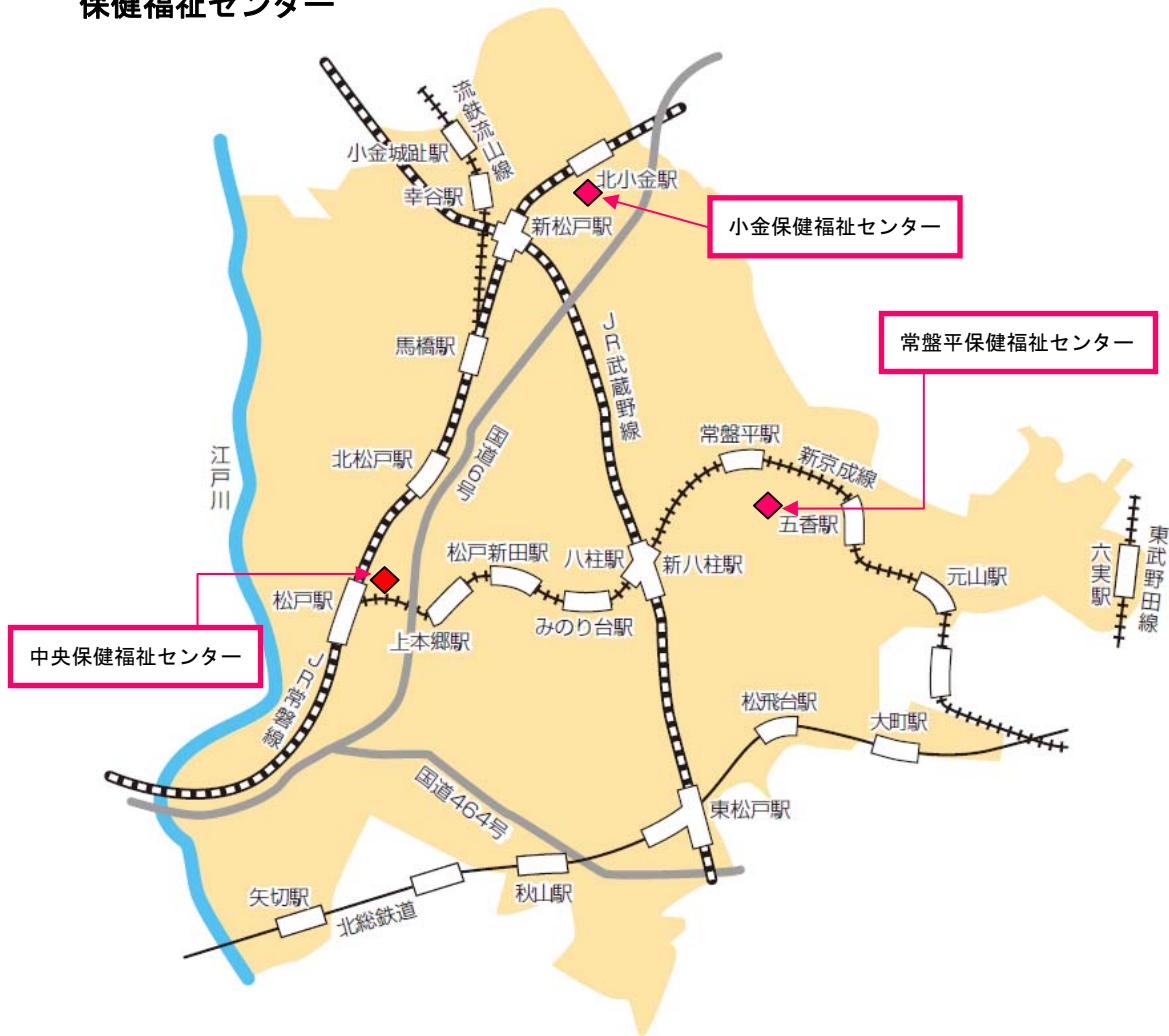 保健福祉センター
流鉄流山線
小金城趾駅
北小金駅
幸谷駅
新松戸駅
小金保健福祉センター
馬橋駅
JR武蔵野線
常盤平保健福祉センター
江戸川
北松戸駅
国道6号
常盤平駅
新京成線
五香駅
松戸新田駅
八柱駅
新八柱駅
元山駅
六実駅
東武野田線
松戸駅
上本郷駅
みのり台駅
中央保健福祉センター
JR常磐線
松飛台駅
大町駅
国道464号
東松戸駅
矢切駅
北総鉄道
秋山駅